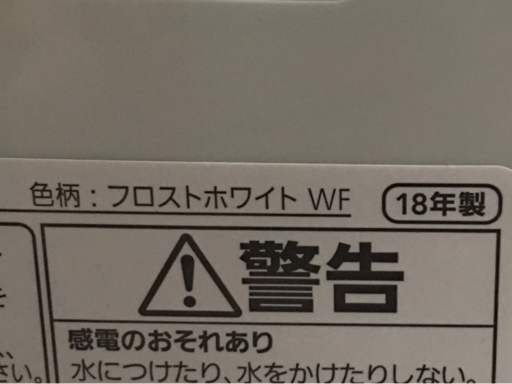 色柄：フロストホワイト WF 18年製
警告
感電のおそれあり
水につけたり、水をかけたりしない。
さい。